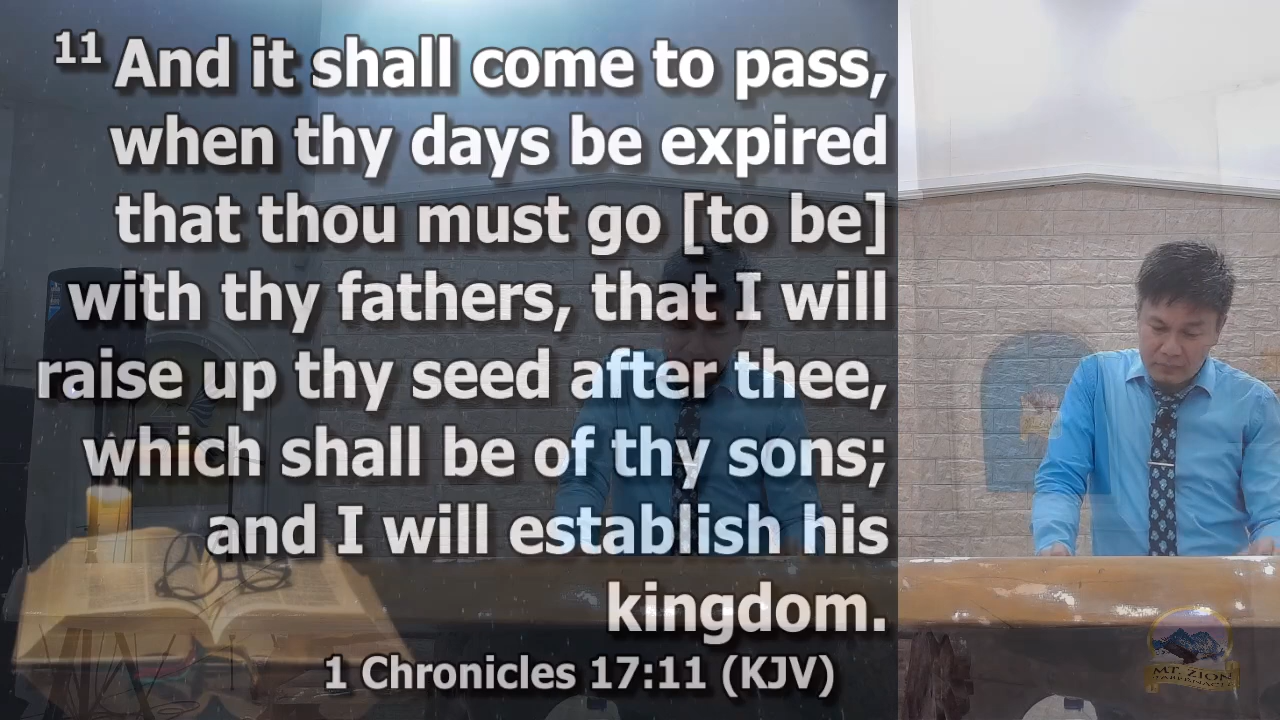 11 And it shall come to pass,
when thy days be expired
that thou must go [to be]
with thy fathers, that I will
raise up thy seed after thee,
which shall be of thy sons;
and I will establish his
kingdom.
1 Chronicles 17:11 (KJV)
MT. ZION
TABERNACLE